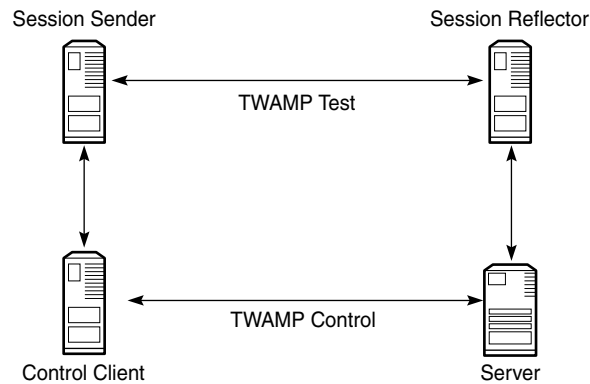 Session Sender
Session Reflector
TWAMP Test
TWAMP Control
Control Client
Server